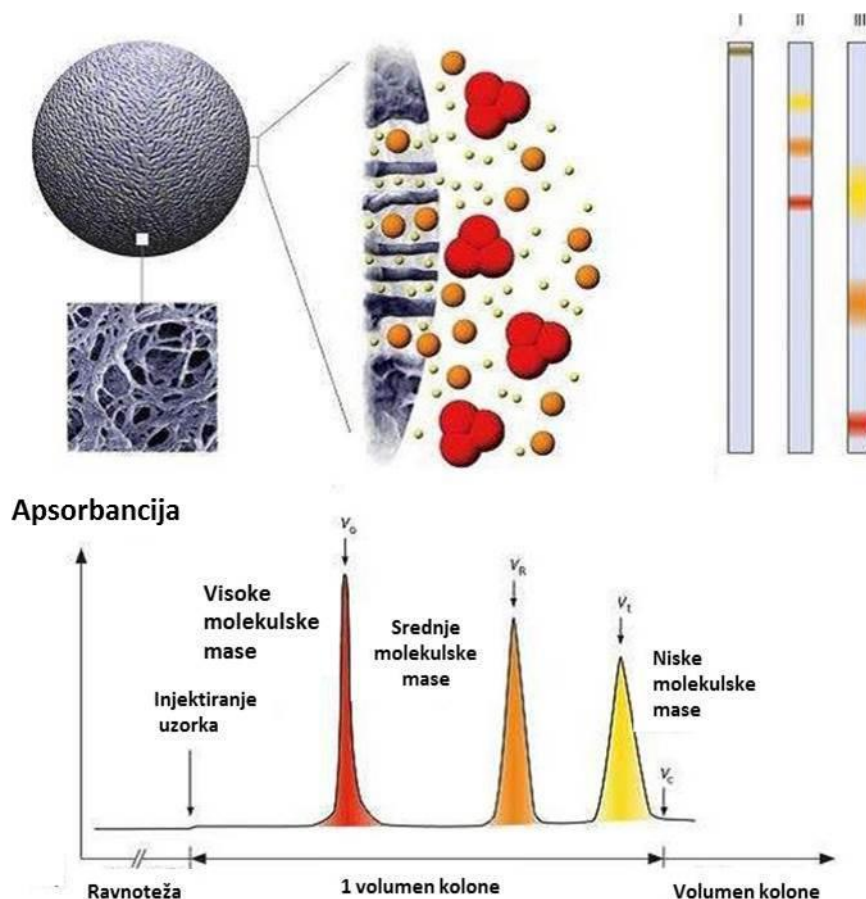 I II III
Apsorbancija
Vo
VR
Vt
Vc
Visoke
molekulske
mase
Srednje
molekulske
mase
Niske
molekulske
mase
Injektiranje
uzorka
Ravnoteža
1 volumen kolone
Volumen kolone